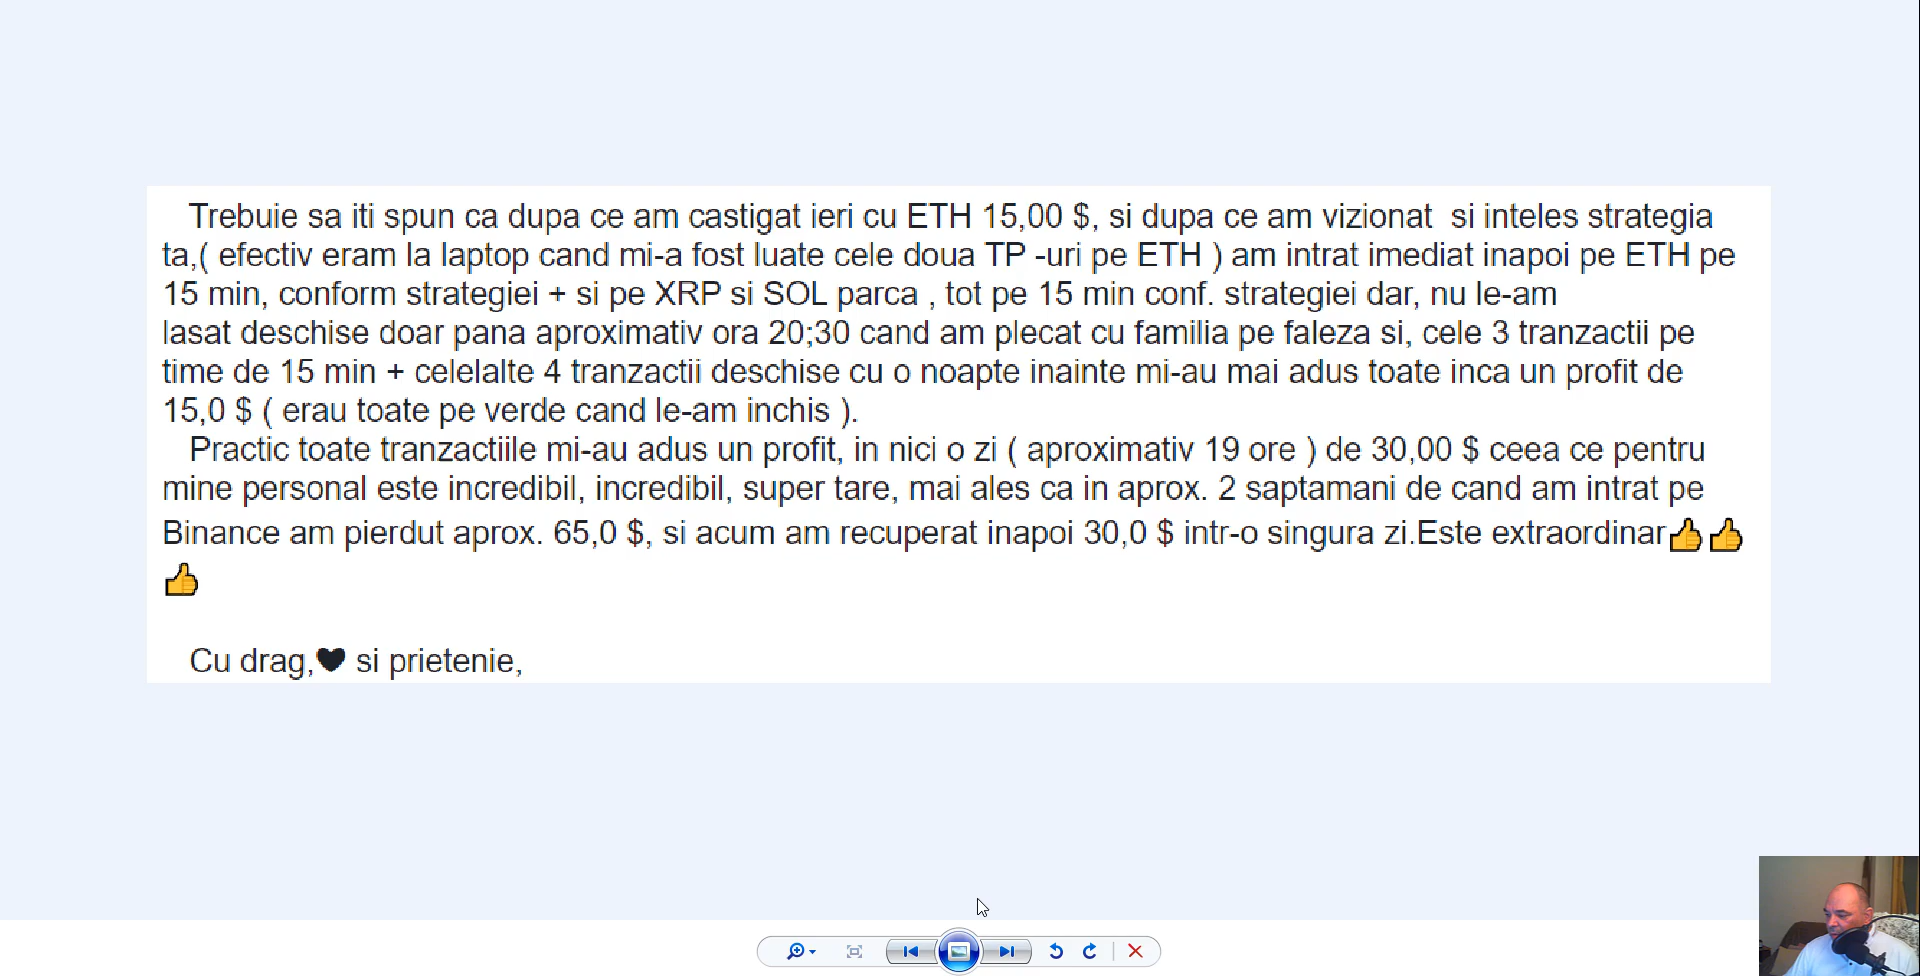 Trebuie sa iti spun ca dupa ce am castigat ieri cu ETH 15,00 $, si dupa ce am vizionat  si inteles strategia
ta,( efectiv eram la laptop cand mi-a fost luate cele doua TP -uri pe ETH ) am intrat imediat inapoi pe ETH pe
15 min, conform strategiei + si pe XRP si SOL parca , tot pe 15 min conf. strategiei dar, nu le-am
lasat deschise doar pana aproximativ ora 20;30 cand am plecat cu familia pe faleza si, cele 3 tranzactii pe
time de 15 min + celelalte 4 tranzactii deschise cu o noapte inainte mi-au mai adus toate inca un profit de
15,0 $ ( erau toate pe verde cand le-am inchis ).
Practic toate tranzactiile mi-au adus un profit, in nici o zi ( aproximativ 19 ore ) de 30,00 $ ceea ce pentru
mine personal este incredibil, incredibil, super tare, mai ales ca in aprox. 2 saptamani de cand am intrat pe
Binance am pierdut aprox. 65,0 $, si acum am recuperat inapoi 30,0 $ intr-o singura zi.Este extraordinar👍👍
👍
Cu drag,🖤 si prietenie,